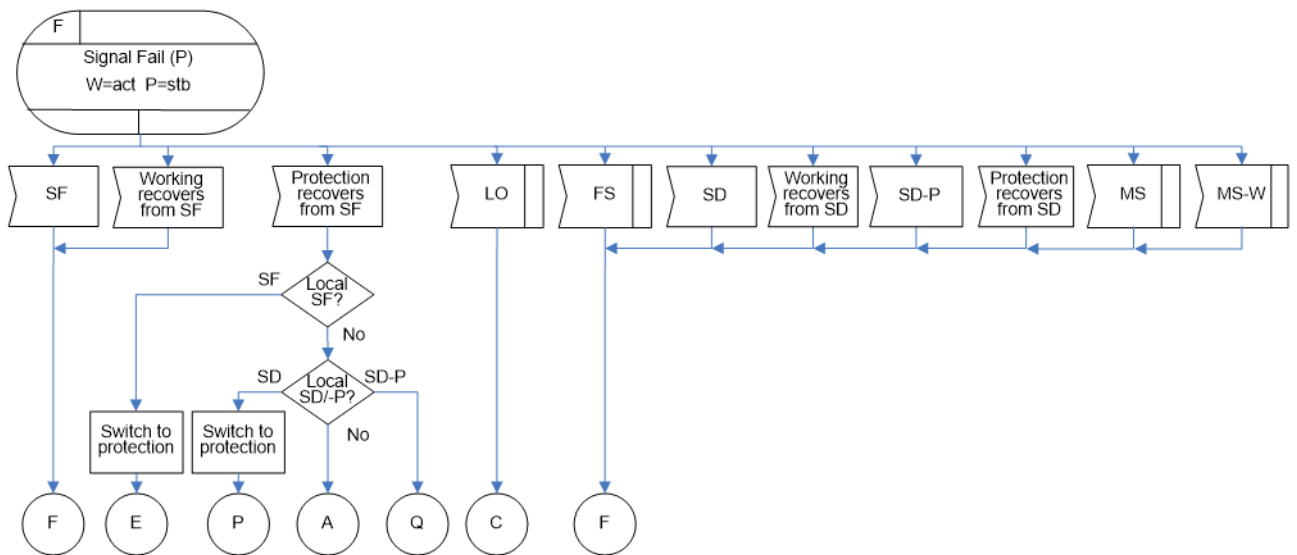 F
Signal Fail (P)
W=act P=stb
SF
Working
recovers
from SF
Protection
recovers
from SF
LO
FS
SD
Working
recovers
from SD
SD-P
Protection
recovers
from SD
MS
MS-W
SF
Local
SF?
No
SD
Local
SD/-P?
SD-P
No
Switch to
protection
Switch to
protection
F
E
P
A
Q
C
F